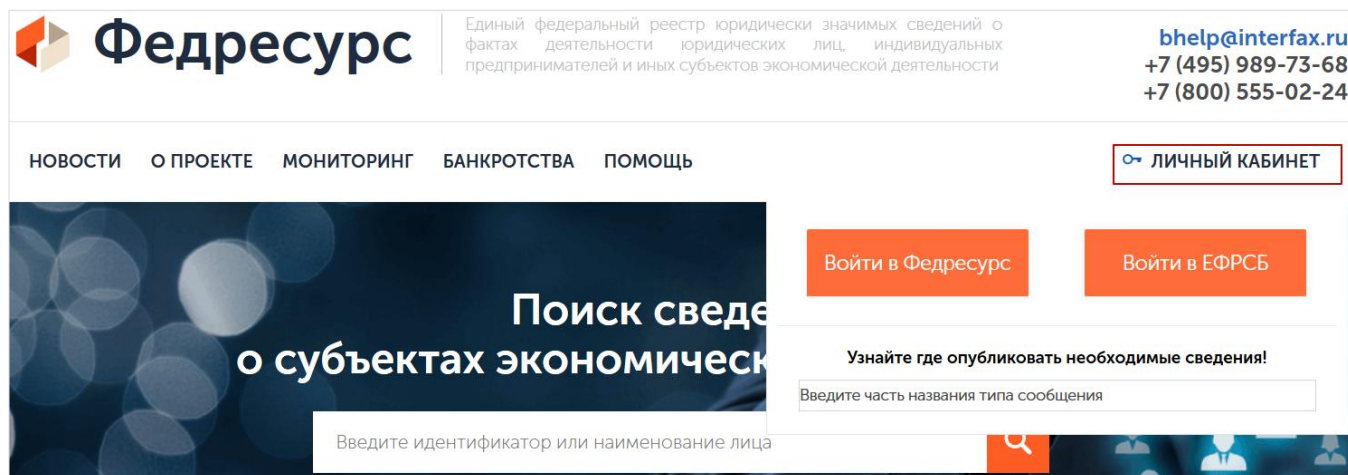 Федресурс
Единый федеральный реестр юридически значимых сведений о
фактах деятельности юридических лиц, индивидуальных
предпринимателей и иных субъектов экономической деятельности
bhelp@interfax.ru
+7 (495) 989-73-68
+7 (800) 555-02-24
НОВОСТИ О ПРОЕКТЕ МОНИТОРИНГ БАНКРОТСТВА ПОМОЩЬ
ЛИЧНЫЙ КАБИНЕТ
Войти в Федресурс
Войти в ЕФРСБ
Узнайте где опубликовать необходимые сведения!
Введите часть названия типа сообщения
Поиск сведе
о субъектах экономическ
Введите идентификатор или наименование лица